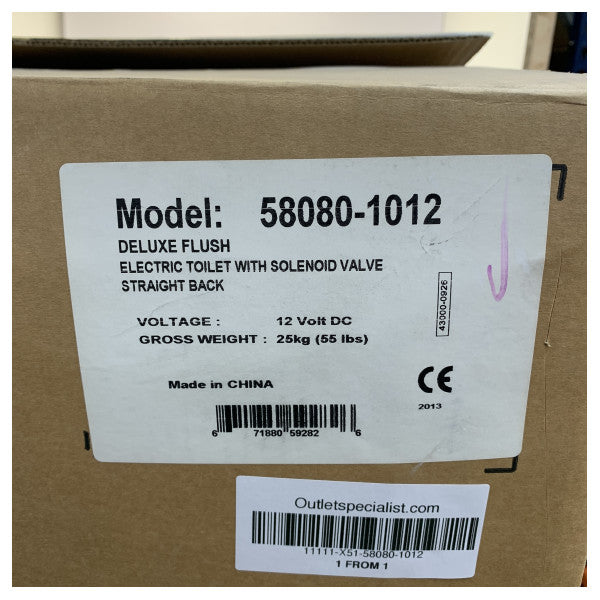 Model: 58080-1012
DELUXE FLUSH
ELECTRIC TOILET WITH SOLENOID VALVE
STRAIGHT BACK
43000-0926
VOLTAGE : 12 Volt DC
GROSS WEIGHT : 25kg (55 lbs)
Made in CHINA
CE
2013
6 71880 59282 6
Outletspecialist.com
11111-X51-58080-1012
1 FROM 1